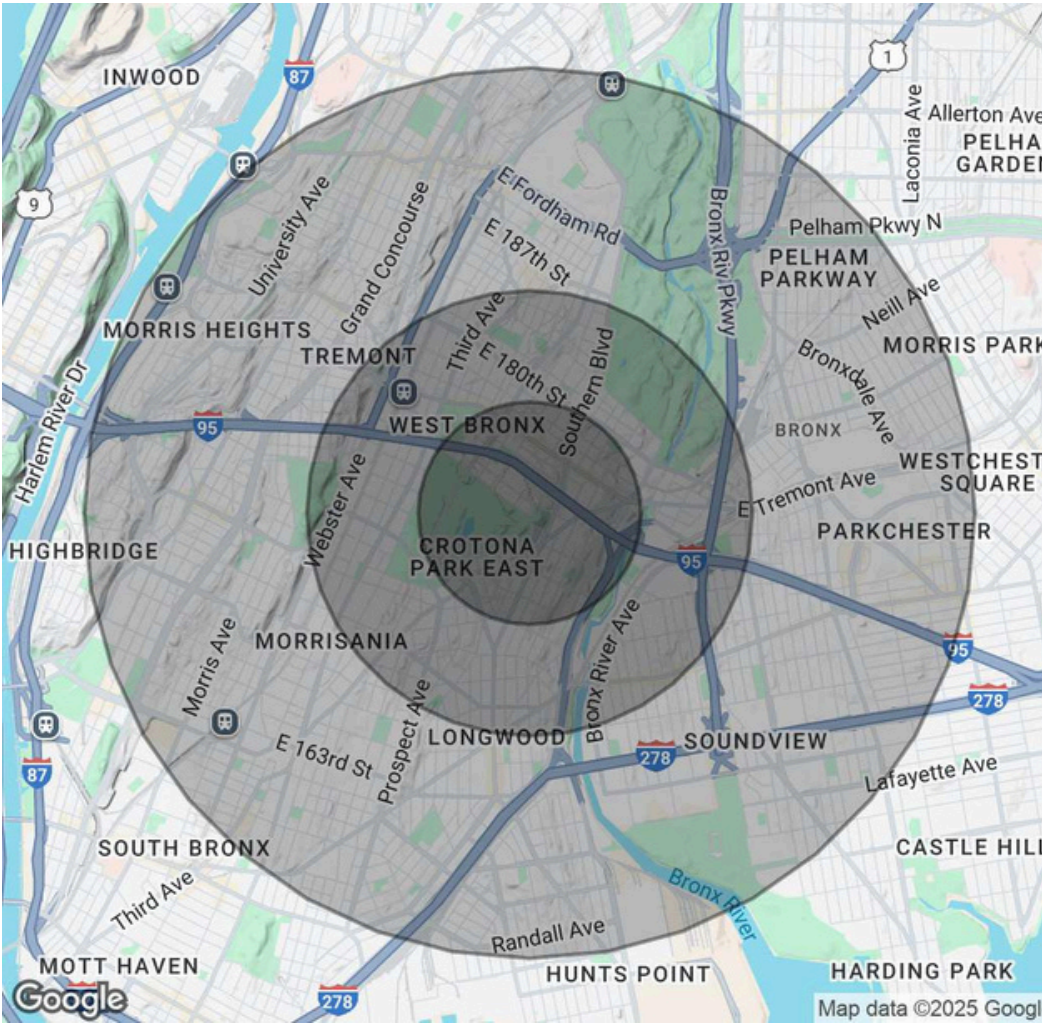 INWOOD
87
1
Laconia Ave
Allerton Ave
PELHA
GARDE
9
University Ave
Grand Concourse
E Fordham Rd
E 187th St
Bronx Riv Pkwy
Pelham Pkwy N
PELHAM
PARKWAY
Neill Ave
MORRIS HEIGHTS
TREMONT
Third Ave
E 180th St
Southern Blvd
Bronxdale Ave
MORRIS PARK
Harlem River Dr
95
WEST BRONX
BRONX
Webster Ave
E Tremont Ave
WESTCHEST
SQUARE
HIGHBRIDGE
CROTONA
PARK EAST
95
PARKCHESTER
MORRISANIA
Morris Ave
Bronx River Ave
95
278
Prospect Ave
LONGWOOD
SOUNDVIEW
278
E 163rd St
87
Lafayette Ave
SOUTH BRONX
CASTLE HILL
Third Ave
Bronx River
Randall Ave
MOTT HAVEN
HUNTS POINT
HARDING PARK
278
Google
Map data ©2025 Googl